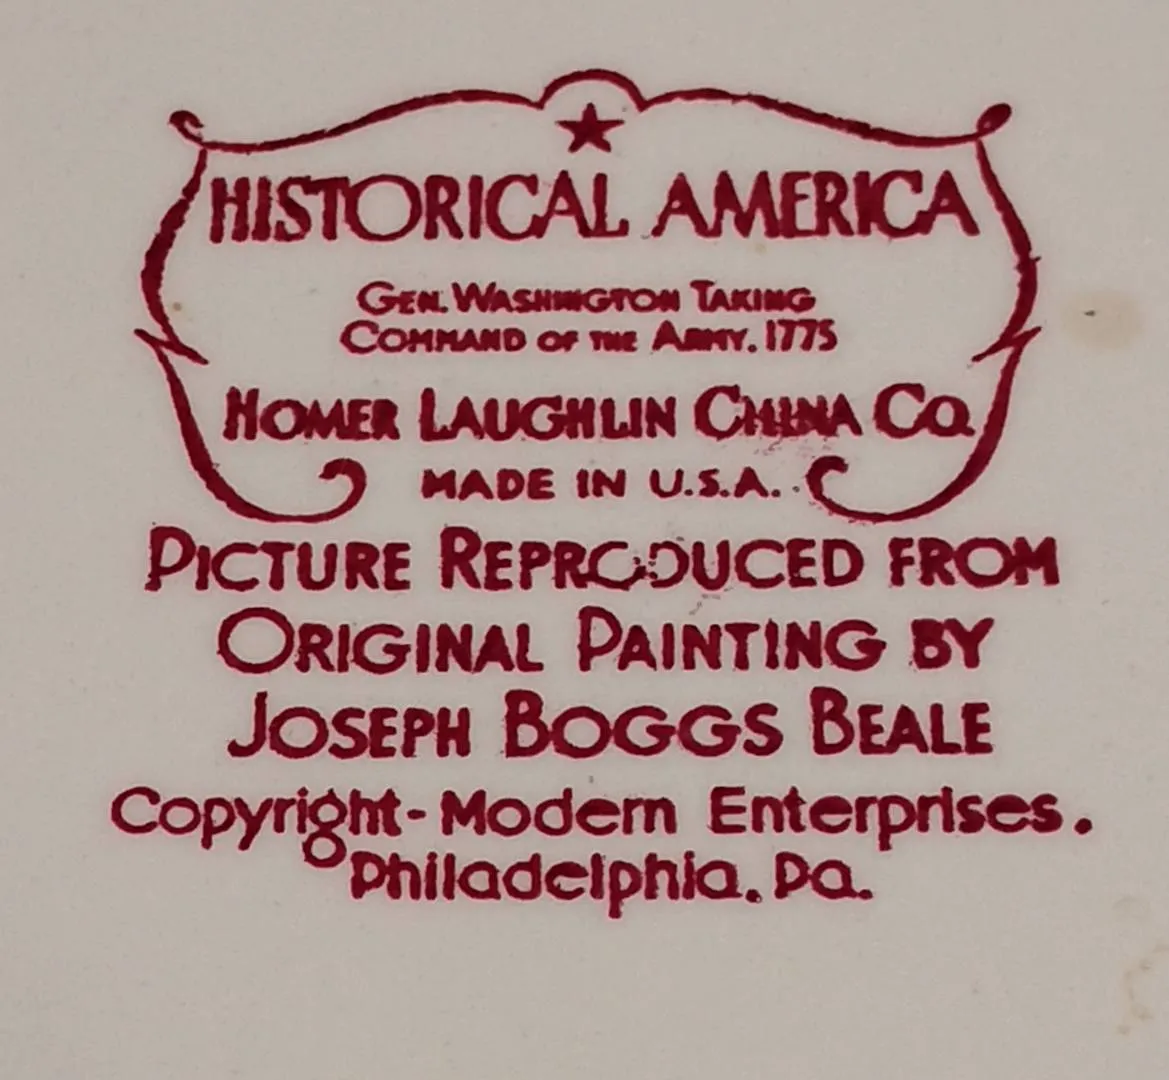 HISTORICAL AMERICA
GEN. WASHINGTON TAKING
COMMAND OF THE ARMY. 1775
HOMER LAUGHLIN CHINA CO.
MADE IN U.S.A.
PICTURE REPRODUCED FROM
ORIGINAL PAINTING BY
JOSEPH BOGGS BEALE
Copyright-Modern Enterprises.
Philadelphia. Pa.